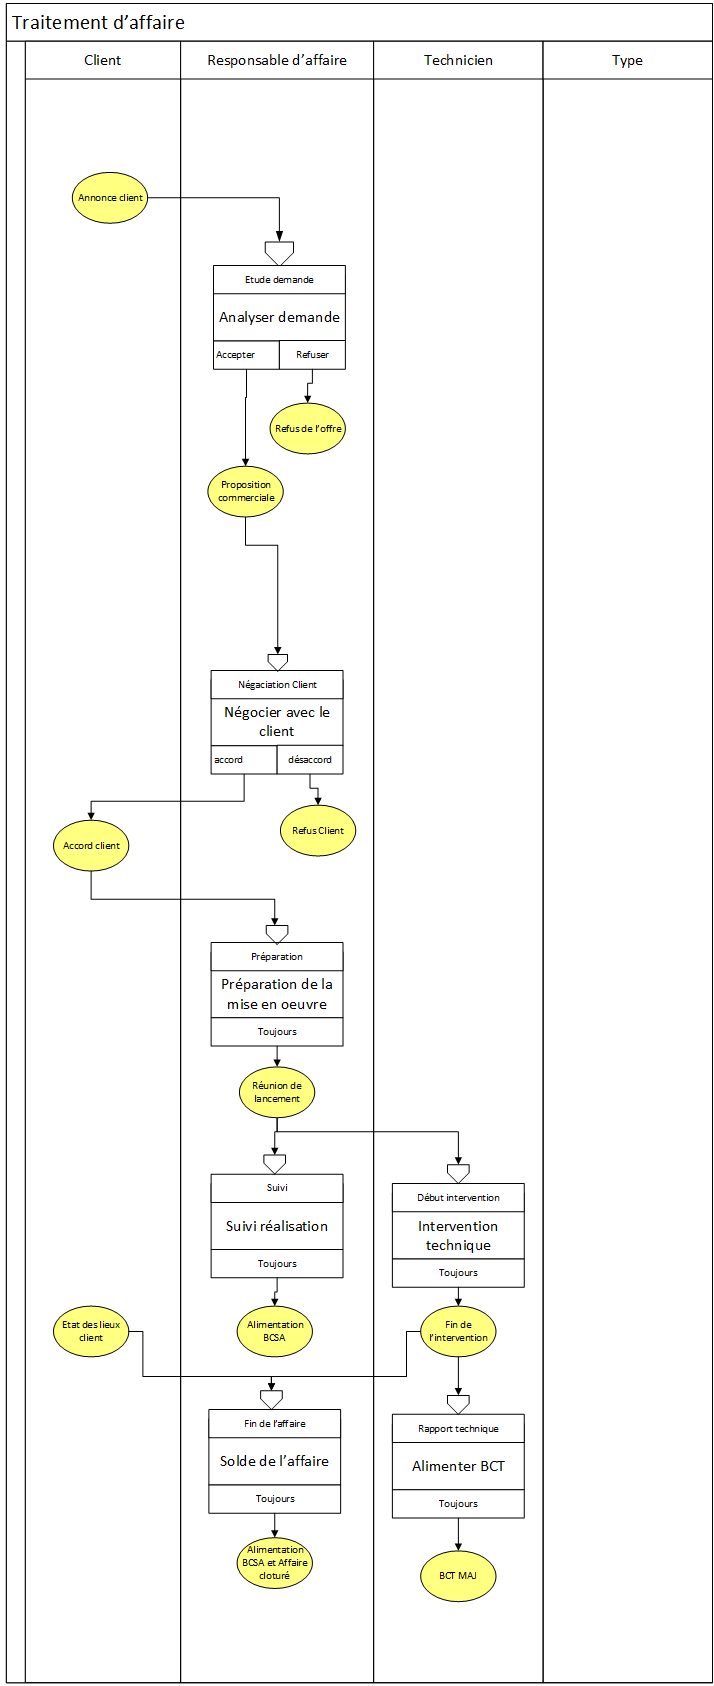 Traitement d'affaire
Client
Responsable d'affaire
Technicien
Type
Annonce client
Etude demande
Analyser demande
Accepter
Refuser
Refus de l'offre
Proposition
commerciale
Négaciation Client
Négocier avec le
client
accord
désaccord
Refus Client
Accord client
Préparation
Préparation de la
mise en oeuvre
Toujours
Réunion de
lancement
Suivi
Début intervention
Suivi réalisation
Intervention
technique
Toujours
Toujours
Etat des lieux
client
Alimentation
BCSA
Fin de
l'intervention
Fin de l'affaire
Rapport technique
Solde de l'affaire
Alimenter BCT
Toujours
Toujours
Alimentation
BCSA et Affaire
cloturé
BCT MAJ